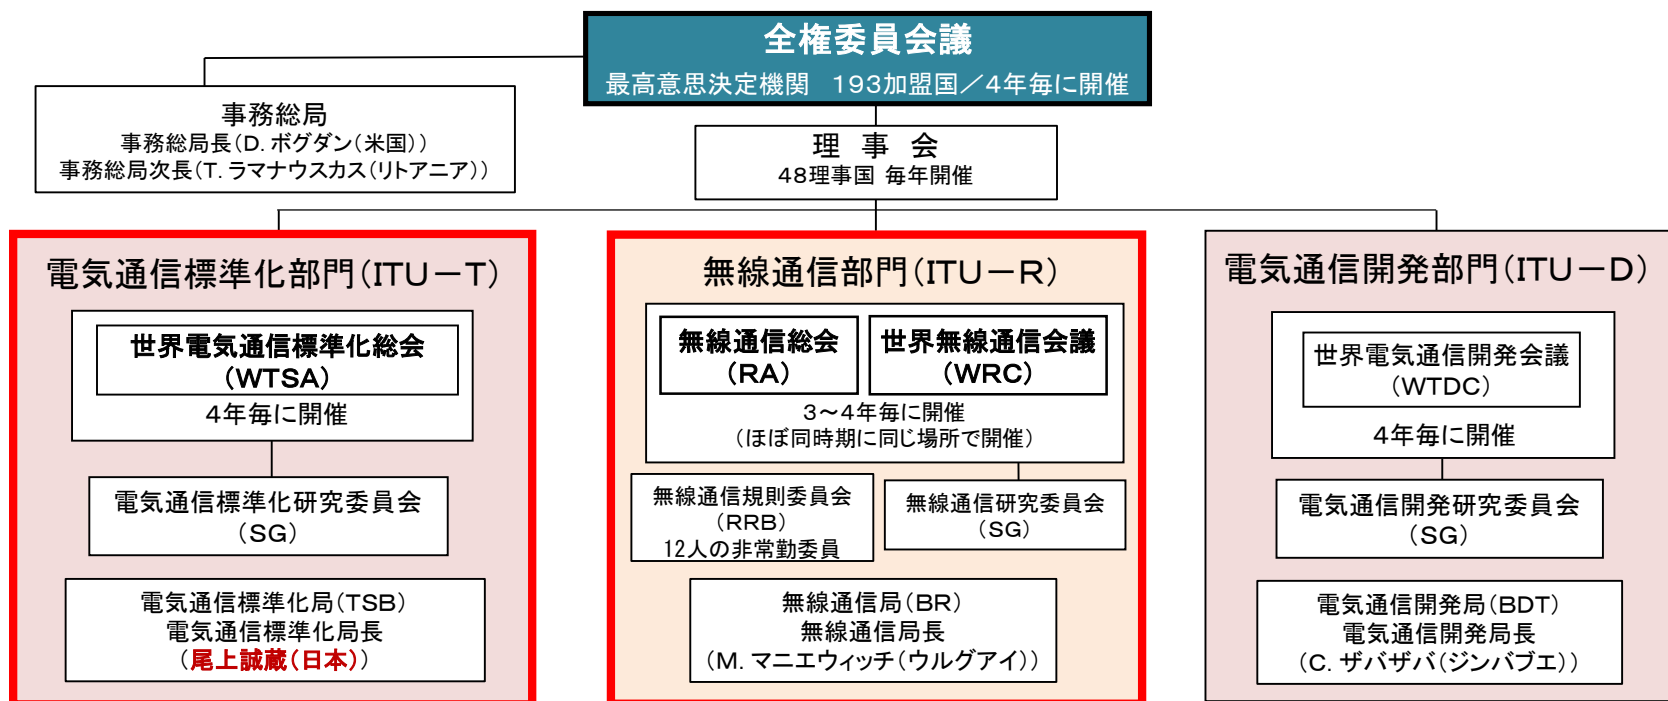 全権委員会議
最高意思決定機関　193加盟国／4年毎に開催
事務総局
事務総局長（D. ボグダン（米国））
事務総局次長（T. ラマナウスカス（リトアニア））
理　事　会
48理事国 毎年開催
電気通信標準化部門（ITU－T）
世界電気通信標準化総会
（WTSA）
4年毎に開催
電気通信標準化研究委員会
（SG）
電気通信標準化局（TSB）
電気通信標準化局長
（尾上誠蔵（日本））
無線通信部門（ITU－R）
無線通信総会
（RA）
世界無線通信会議
（WRC）
3～4年毎に開催
（ほぼ同時期に同じ場所で開催）
無線通信規則委員会
（RRB）
12人の非常勤委員
無線通信研究委員会
（SG）
無線通信局（BR）
無線通信局長
（M. マニエウィッチ（ウルグアイ））
電気通信開発部門（ITU－D）
世界電気通信開発会議
（WTDC）
4年毎に開催
電気通信開発研究委員会
（SG）
電気通信開発局（BDT）
電気通信開発局長
（C. ザバザバ（ジンバブエ））